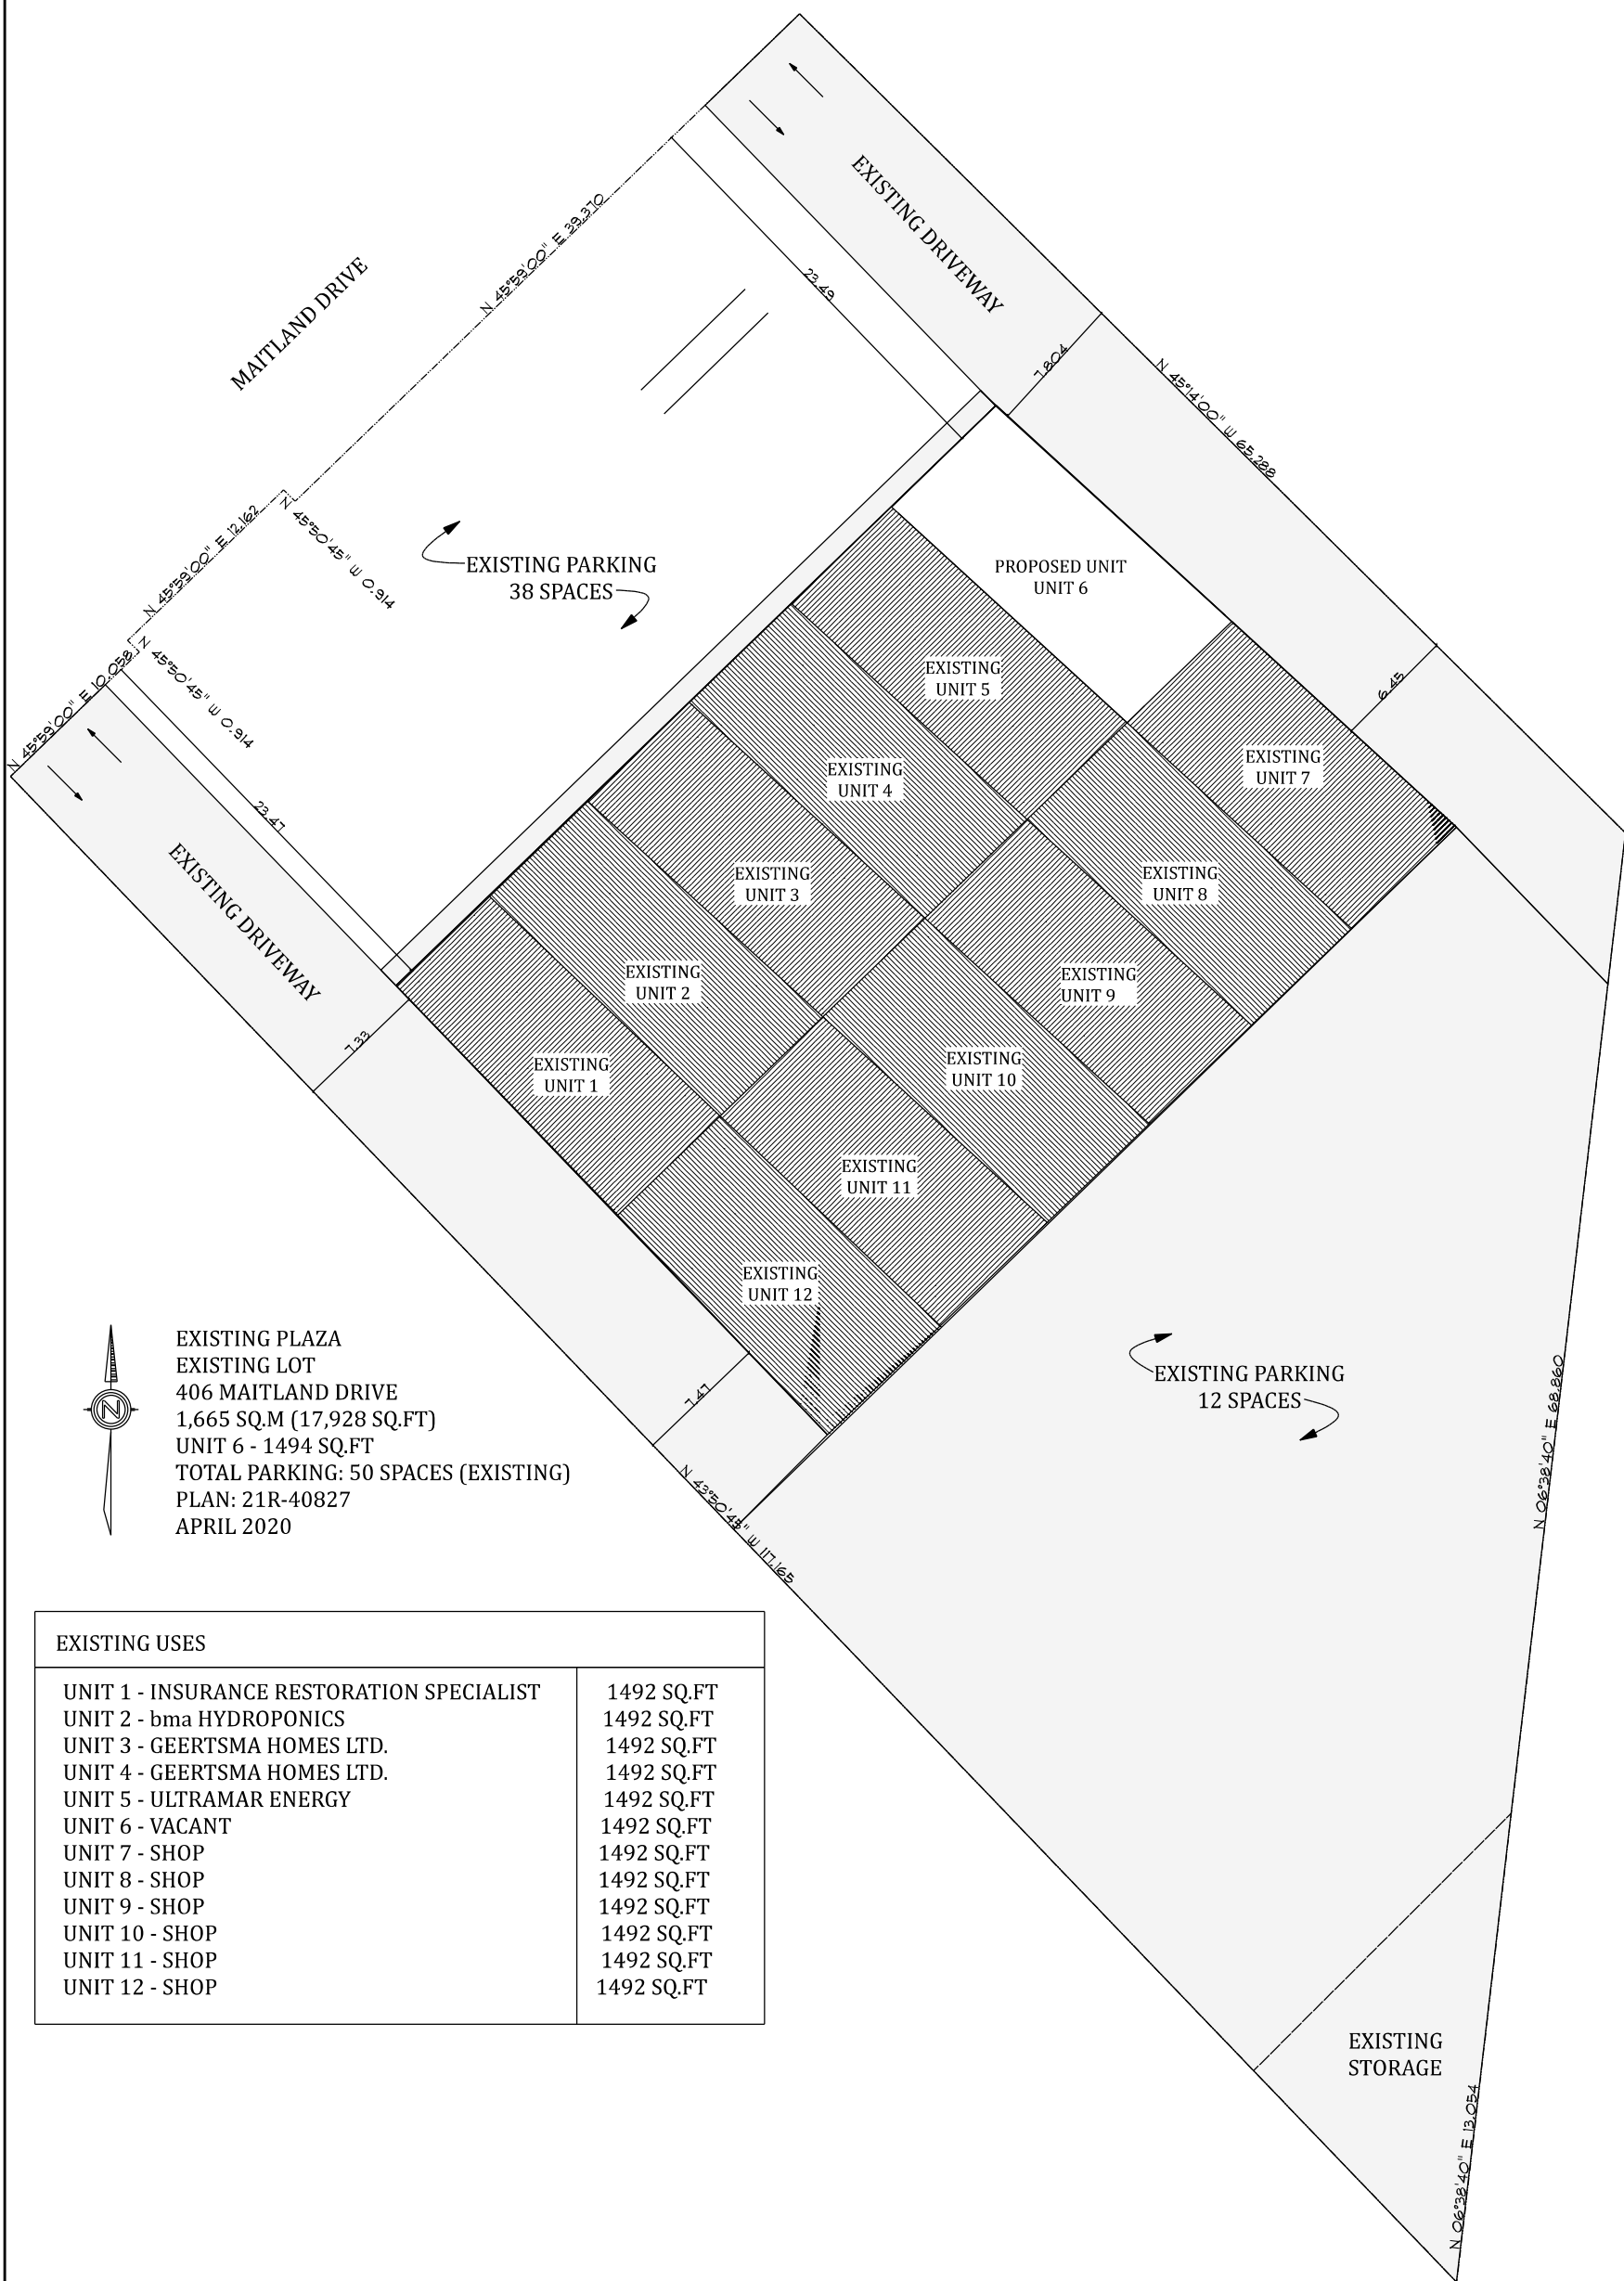 EXISTING DRIVEWAY
N 45°59'00" E 39.370
MAITLAND DRIVE
23.49
7.804
N 45°14'00" W 65.288
N 45°59'00" E 12.162
N 45°50'45" W 0.914
EXISTING PARKING
38 SPACES
PROPOSED UNIT
UNIT 6
N 45°59'00" E 10.058
N 45°50'45" W 0.914
EXISTING
UNIT 5
6.45
EXISTING
UNIT 7
EXISTING
UNIT 4
23.47
EXISTING DRIVEWAY
EXISTING
UNIT 3
EXISTING
UNIT 8
EXISTING
UNIT 2
EXISTING
UNIT 9
7.33
EXISTING
UNIT 1
EXISTING
UNIT 10
EXISTING
UNIT 11
EXISTING
UNIT 12
N
EXISTING PLAZA
EXISTING LOT
406 MAITLAND DRIVE
1,665 SQ.M (17,928 SQ.FT)
UNIT 6 - 1494 SQ.FT
TOTAL PARKING: 50 SPACES (EXISTING)
PLAN: 21R-40827
APRIL 2020
7.47
EXISTING PARKING
12 SPACES
N 06°38'40" E 68.860
N 43°50'45" W 117.165
EXISTING USES
UNIT 1 - INSURANCE RESTORATION SPECIALIST 1492 SQ.FT
UNIT 2 - bma HYDROPONICS 1492 SQ.FT
UNIT 3 - GEERTSMA HOMES LTD. 1492 SQ.FT
UNIT 4 - GEERTSMA HOMES LTD. 1492 SQ.FT
UNIT 5 - ULTRAMAR ENERGY 1492 SQ.FT
UNIT 6 - VACANT 1492 SQ.FT
UNIT 7 - SHOP 1492 SQ.FT
UNIT 8 - SHOP 1492 SQ.FT
UNIT 9 - SHOP 1492 SQ.FT
UNIT 10 - SHOP 1492 SQ.FT
UNIT 11 - SHOP 1492 SQ.FT
UNIT 12 - SHOP 1492 SQ.FT
EXISTING
STORAGE
N 06°38'40" E 13.054